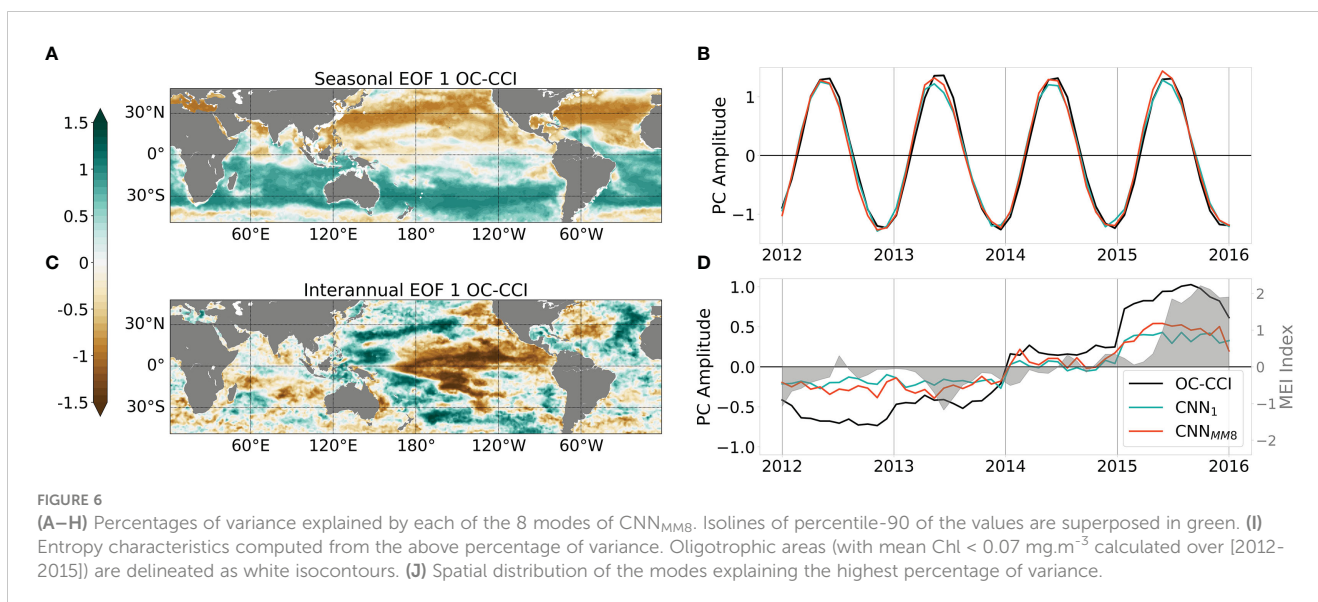 A
Seasonal EOF 1 OC-CCI
30°N
0°
30°S
60°E 120°E 180° 120°W 60°W
1.5
1
0.5
0
-0.5
-1
-1.5
B
PC Amplitude
1
0
−1
2012 2013 2014 2015 2016
C
Interannual EOF 1 OC-CCI
30°N
0°
30°S
60°E 120°E 180° 120°W 60°W
D
PC Amplitude
1.0
0.5
0.0
−0.5
−1.0
2012 2013 2014 2015 2016
2
1
0
−1
−2
MEI Index
OC-CCI
CNN₁
CNN_MM8
FIGURE 6
(A–H) Percentages of variance explained by each of the 8 modes of CNN_MM8. Isolines of percentile-90 of the values are superposed in green. (I)
Entropy characteristics computed from the above percentage of variance. Oligotrophic areas (with mean Chl < 0.07 mg.m⁻³ calculated over [2012-
2015]) are delineated as white isocontours. (J) Spatial distribution of the modes explaining the highest percentage of variance.